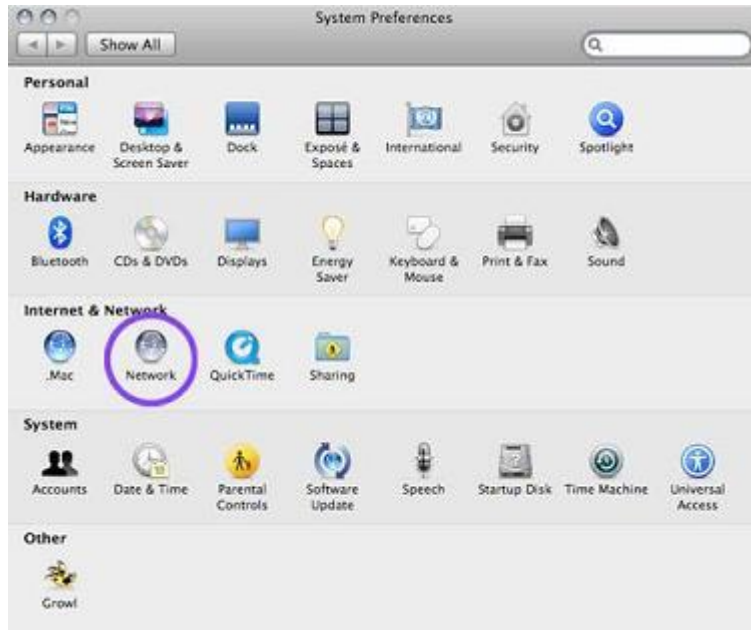 System Preferences
Show All
Personal
Appearance
Desktop &
Screen Saver
Dock
Exposé &
Spaces
International
Security
Spotlight
Hardware
Bluetooth
CDs & DVDs
Displays
Energy
Saver
Keyboard &
Mouse
Print & Fax
Sound
Internet & Network
.Mac
Network
QuickTime
Sharing
System
Accounts
Date & Time
Parental
Controls
Software
Update
Speech
Startup Disk
Time Machine
Universal
Access
Other
Growl